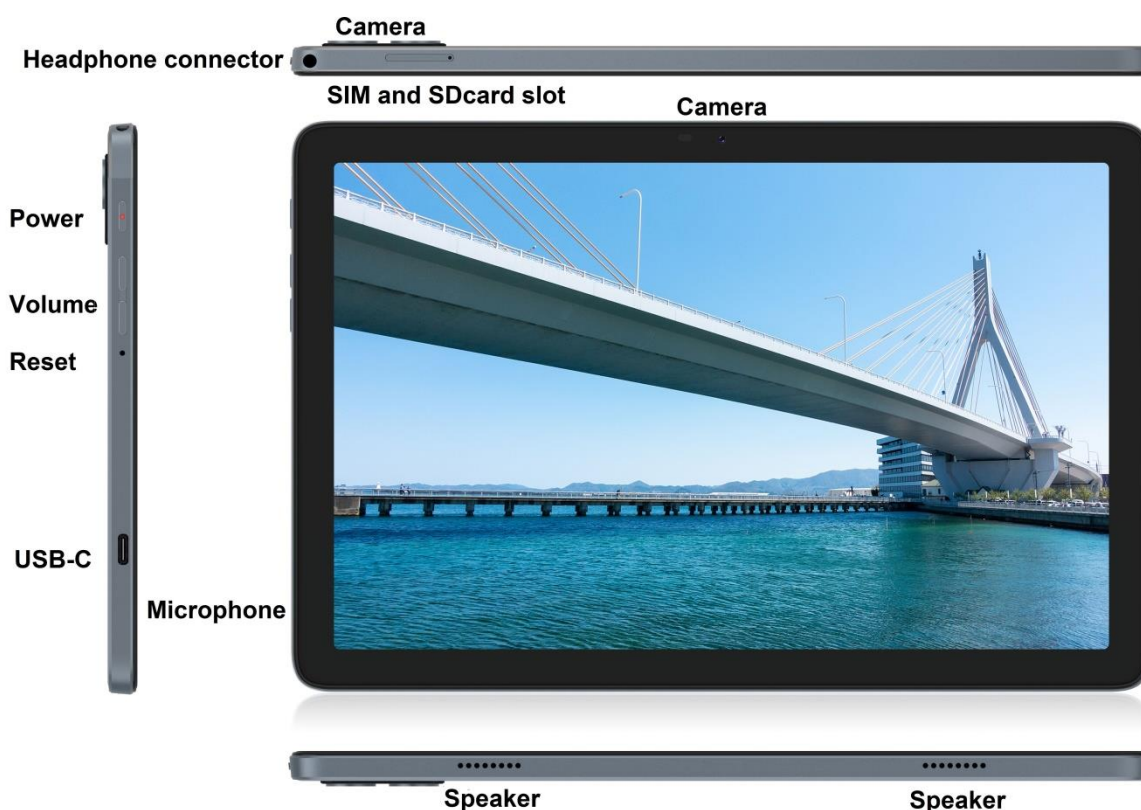 Camera
Headphone connector
SIM and SDcard slot
Camera
Power
Volume
Reset
USB-C
Microphone
Speaker
Speaker